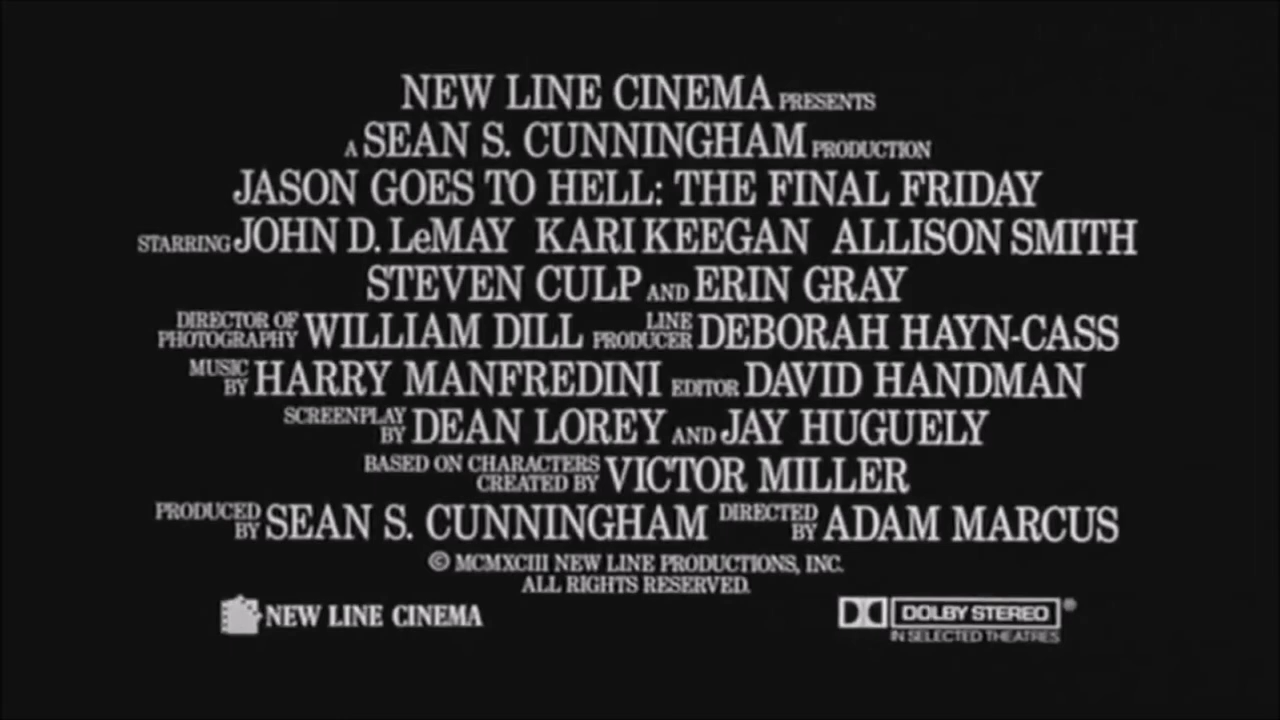 NEW LINE CINEMA PRESENTS
A SEAN S. CUNNINGHAM PRODUCTION
JASON GOES TO HELL: THE FINAL FRIDAY
STARRING JOHN D. LeMAY KARI KEEGAN ALLISON SMITH
STEVEN CULP AND ERIN GRAY
DIRECTOR OF PHOTOGRAPHY WILLIAM DILL LINE PRODUCER DEBORAH HAYN-CASS
MUSIC BY HARRY MANFREDINI EDITOR DAVID HANDMAN
SCREENPLAY BY DEAN LOREY AND JAY HUGUELY
BASED ON CHARACTERS CREATED BY VICTOR MILLER
PRODUCED BY SEAN S. CUNNINGHAM DIRECTED BY ADAM MARCUS
© MCMXCIII NEW LINE PRODUCTIONS, INC.
ALL RIGHTS RESERVED.
NEW LINE CINEMA
DOLBY STEREO ®
IN SELECTED THEATRES